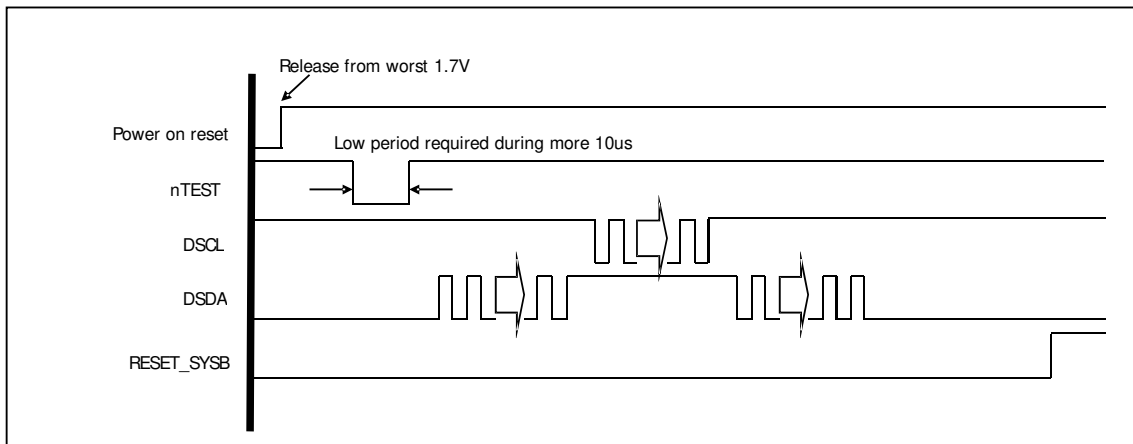 Release from worst 1.7V
Power on reset
Low period required during more 10us
nTEST
DSCL
DSDA
RESET_SYSB